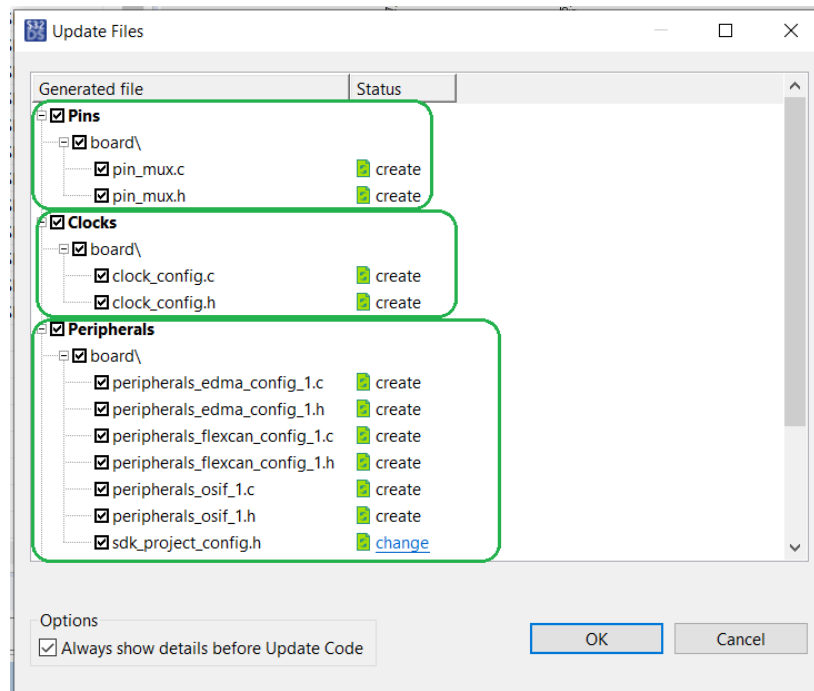 S32
DS Update Files
Generated file Status
Pins
board\
pin_mux.c create
pin_mux.h create
Clocks
board\
clock_config.c create
clock_config.h create
Peripherals
board\
peripherals_edma_config_1.c create
peripherals_edma_config_1.h create
peripherals_flexcan_config_1.c create
peripherals_flexcan_config_1.h create
peripherals_osif_1.c create
peripherals_osif_1.h create
sdk_project_config.h change
Options
Always show details before Update Code
OK Cancel